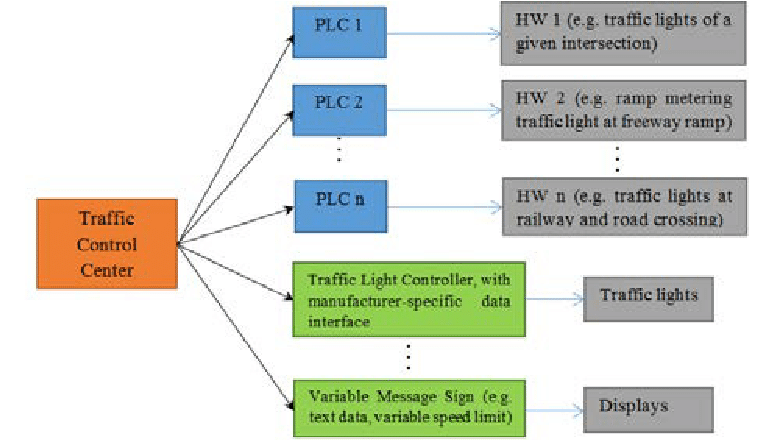 PLC 1
HW 1 (e.g. traffic lights of a
given intersection)
PLC 2
HW 2 (e.g. ramp metering
traffic light at freeway ramp)
PLC n
HW n (e.g. traffic lights at
railway and road crossing)
Traffic
Control
Center
Traffic Light Controller, with
manufacturer-specific data
interface
Traffic lights
Variable Message Sign (e.g.
text data, variable speed limit)
Displays